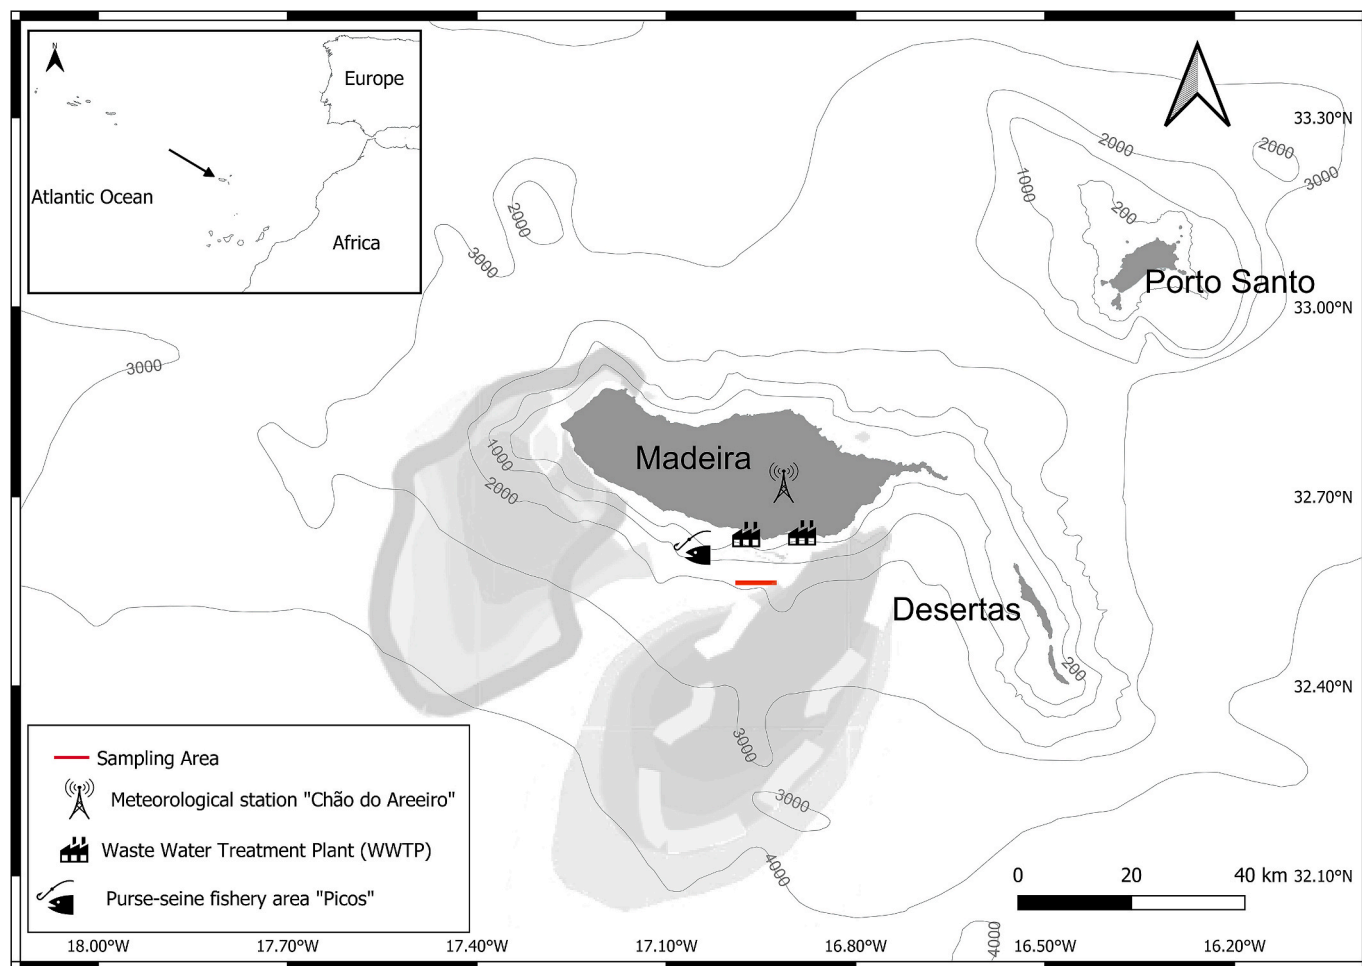 N
Europe
Atlantic Ocean
Africa
33.30°N
2000
2000
3000
1000
200
2000
3000
Porto Santo
33.00°N
3000
Madeira
1000
2000
32.70°N
Desertas
200
32.40°N
3000
3000
4000
Sampling Area
Meteorological station "Chão do Areeiro"
Waste Water Treatment Plant (WWTP)
Purse-seine fishery area "Picos"
0 20 40 km
32.10°N
4000
18.00°W 17.70°W 17.40°W 17.10°W 16.80°W 16.50°W 16.20°W